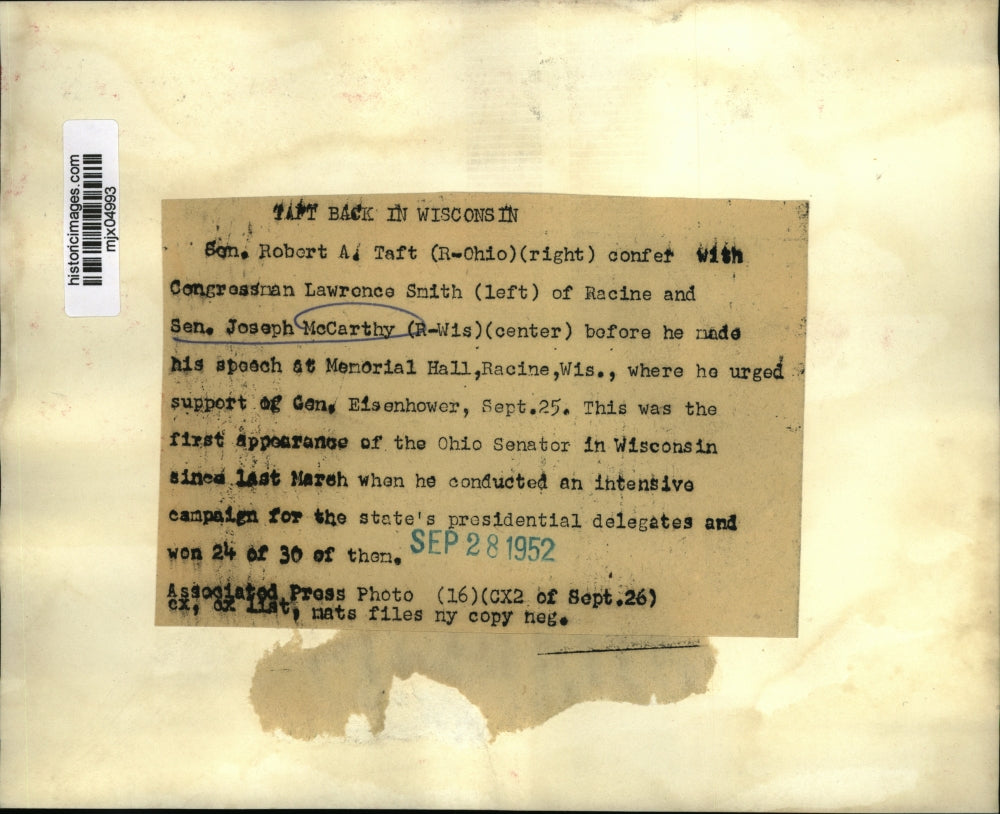 historicimages.com
mjx04993
TAFT BACK IN WISCONSIN
Sen. Robert A. Taft (R-Ohio)(right) confer with
Congressman Lawrence Smith (left) of Racine and
Sen. Joseph McCarthy (R-Wis)(center) before he made
his speech at Memorial Hall,Racine,Wis., where he urged
support of Gen. Eisenhower, Sept.25. This was the
first appearance of the Ohio Senator in Wisconsin
since last March when he conducted an intensive
campaign for the state's presidential delegates and
won 24 of 30 of them.
SEP 28 1952
Associated Press Photo (16)(CX2 of Sept.26)
cx, ox list, mats files ny copy neg.